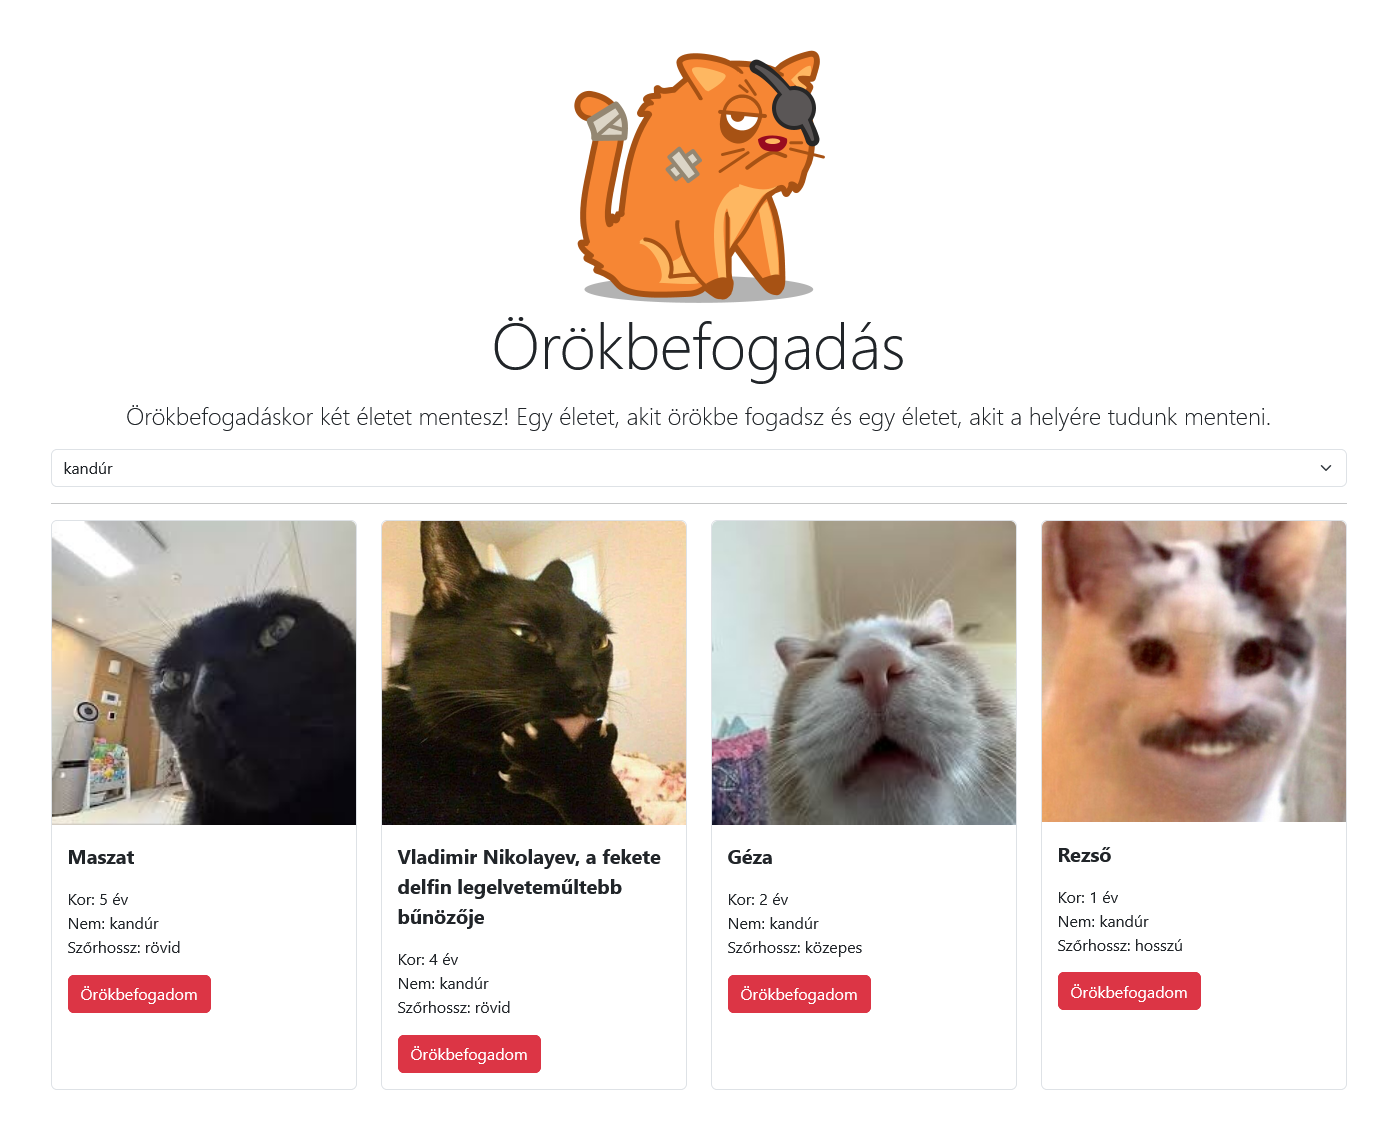 Örökbefogadás
Örökbefogadáskor két életet mentesz! Egy életet, akit örökbe fogadsz és egy életet, akit a helyére tudunk menteni.
kandúr
Maszat
Kor: 5 év
Nem: kandúr
Szőrhossz: rövid
Örökbefogadom
Vladimir Nikolayev, a fekete
delfin legelveteműltebb
bűnözője
Kor: 4 év
Nem: kandúr
Szőrhossz: rövid
Örökbefogadom
Géza
Kor: 2 év
Nem: kandúr
Szőrhossz: közepes
Örökbefogadom
Rezső
Kor: 1 év
Nem: kandúr
Szőrhossz: hosszú
Örökbefogadom